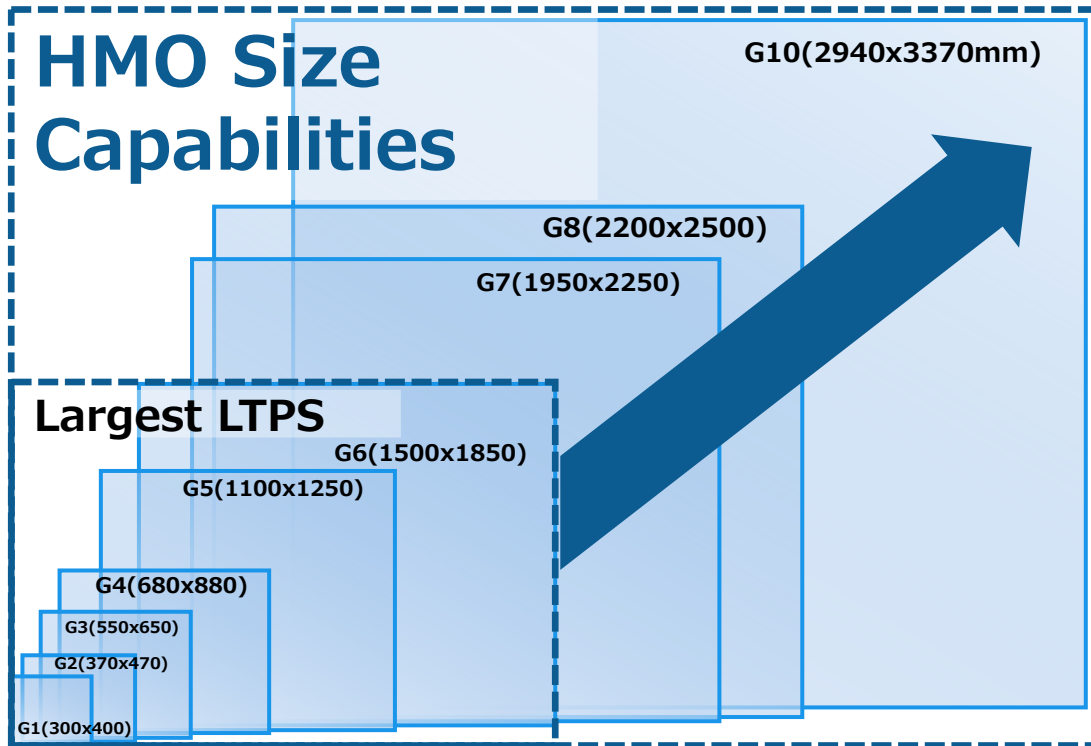 HMO Size
Capabilities
G10(2940x3370mm)
G8(2200x2500)
G7(1950x2250)
Largest LTPS
G6(1500x1850)
G5(1100x1250)
G4(680x880)
G3(550x650)
G2(370x470)
G1(300x400)